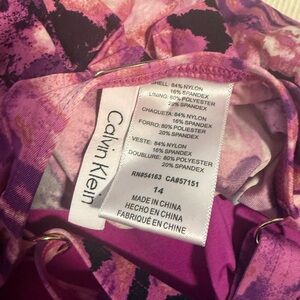 Calvin Klein
SHELL: 84% NYLON
16% SPANDEX
LINING: 80% POLYESTER
20% SPANDEX
CHAQUETA: 84% NYLON
16% SPANDEX
FORRO: 80% POLYESTER
20% SPANDEX
VESTE: 84% NYLON
16% SPANDEX
DOUBLURE: 80% POLYESTER
20% SPANDEX
RN#54163 CA#57151
14
MADE IN CHINA
HECHO EN CHINA
FABRIQUÉ EN CHINE